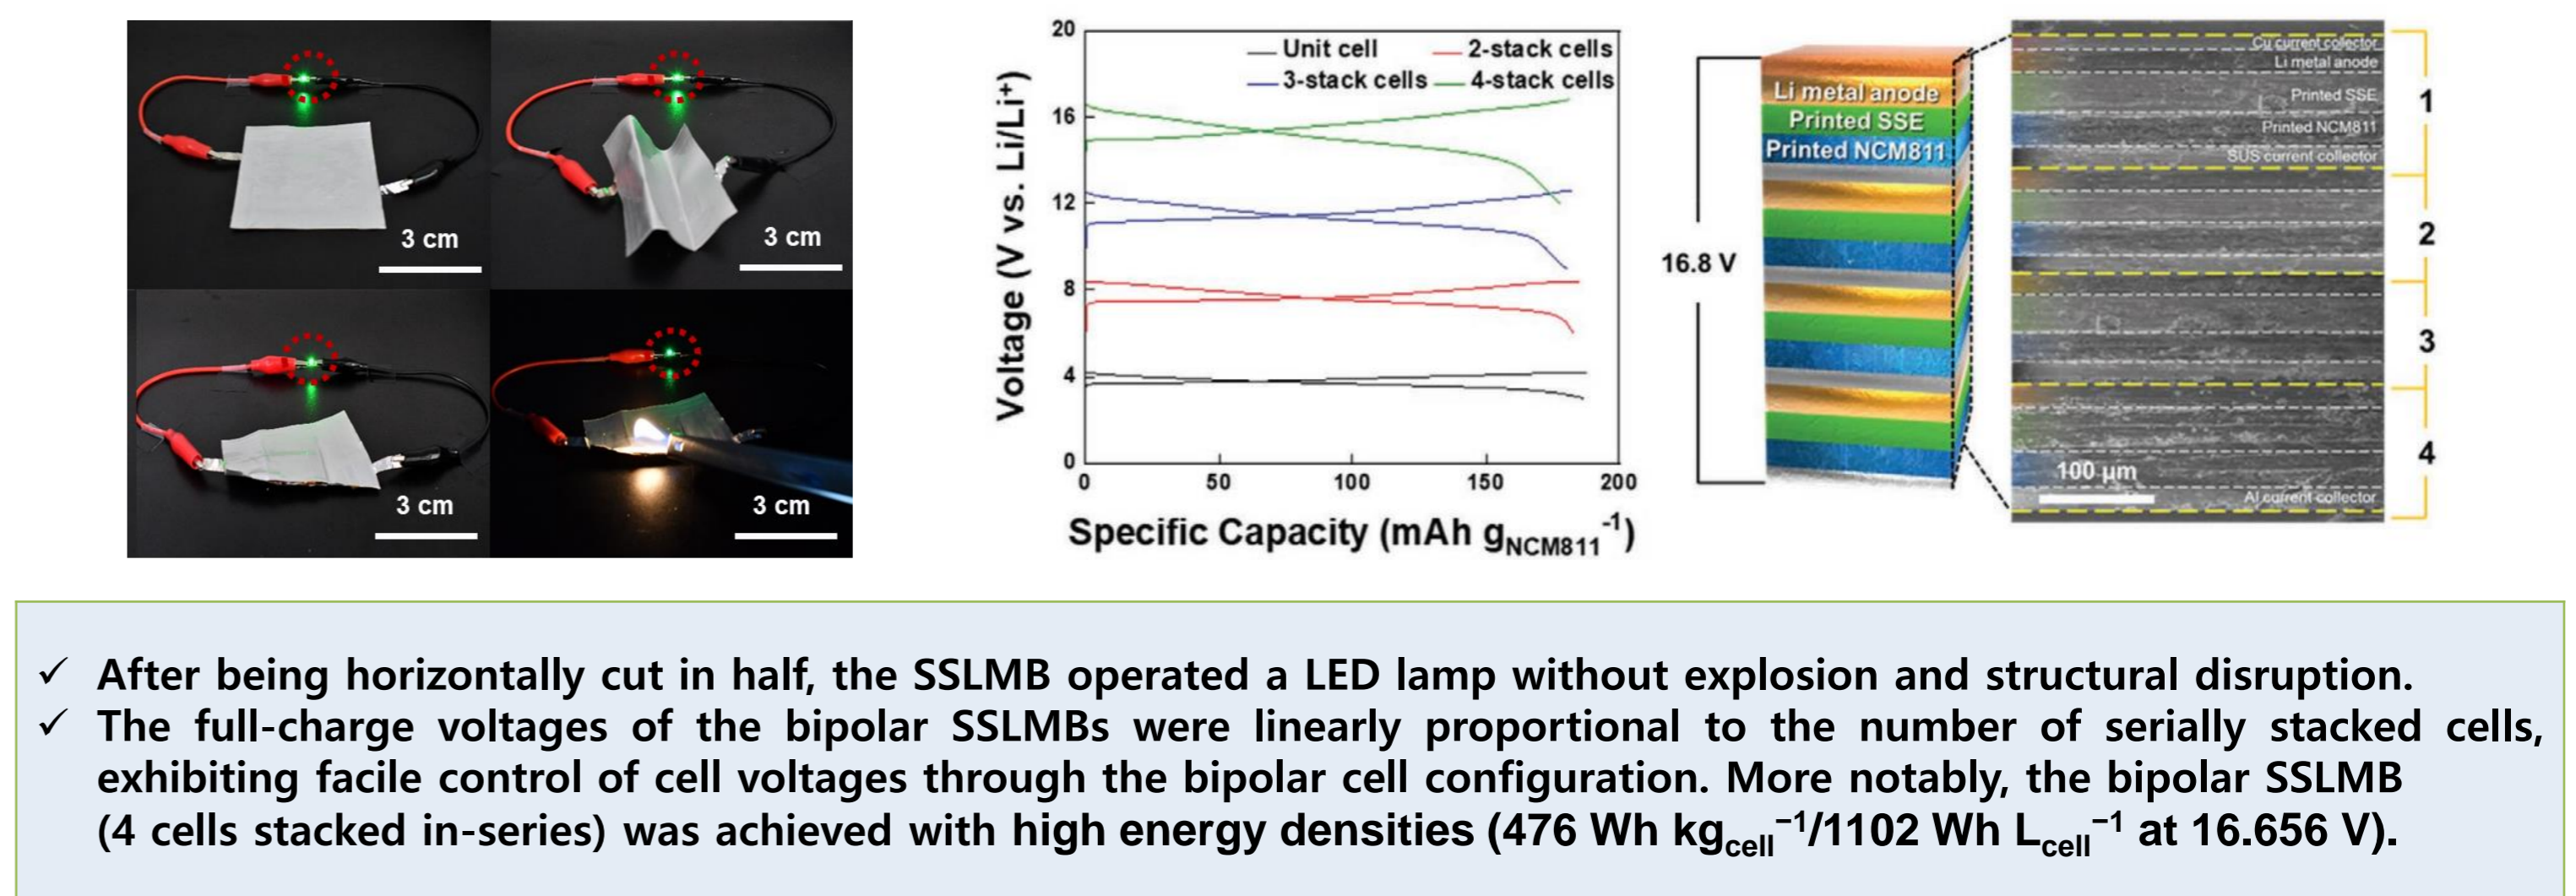 3 cm
3 cm
3 cm
3 cm
20
16
12
8
4
0
Voltage (V vs. Li/Li⁺)
Unit cell
2-stack cells
3-stack cells
4-stack cells
0 50 100 150 200
Specific Capacity (mAh gNCM811⁻¹)
16.8 V
Li metal anode
Printed SSE
Printed NCM811
Cu current collector
Li metal anode
Printed SSE
Printed NCM811
SUS current collector
100 μm
Al current collector
1
2
3
4
✓ After being horizontally cut in half, the SSLMB operated a LED lamp without explosion and structural disruption.
✓ The full-charge voltages of the bipolar SSLMBs were linearly proportional to the number of serially stacked cells,
exhibiting facile control of cell voltages through the bipolar cell configuration. More notably, the bipolar SSLMB
(4 cells stacked in-series) was achieved with high energy densities (476 Wh kgcell⁻¹/1102 Wh Lcell⁻¹ at 16.656 V).